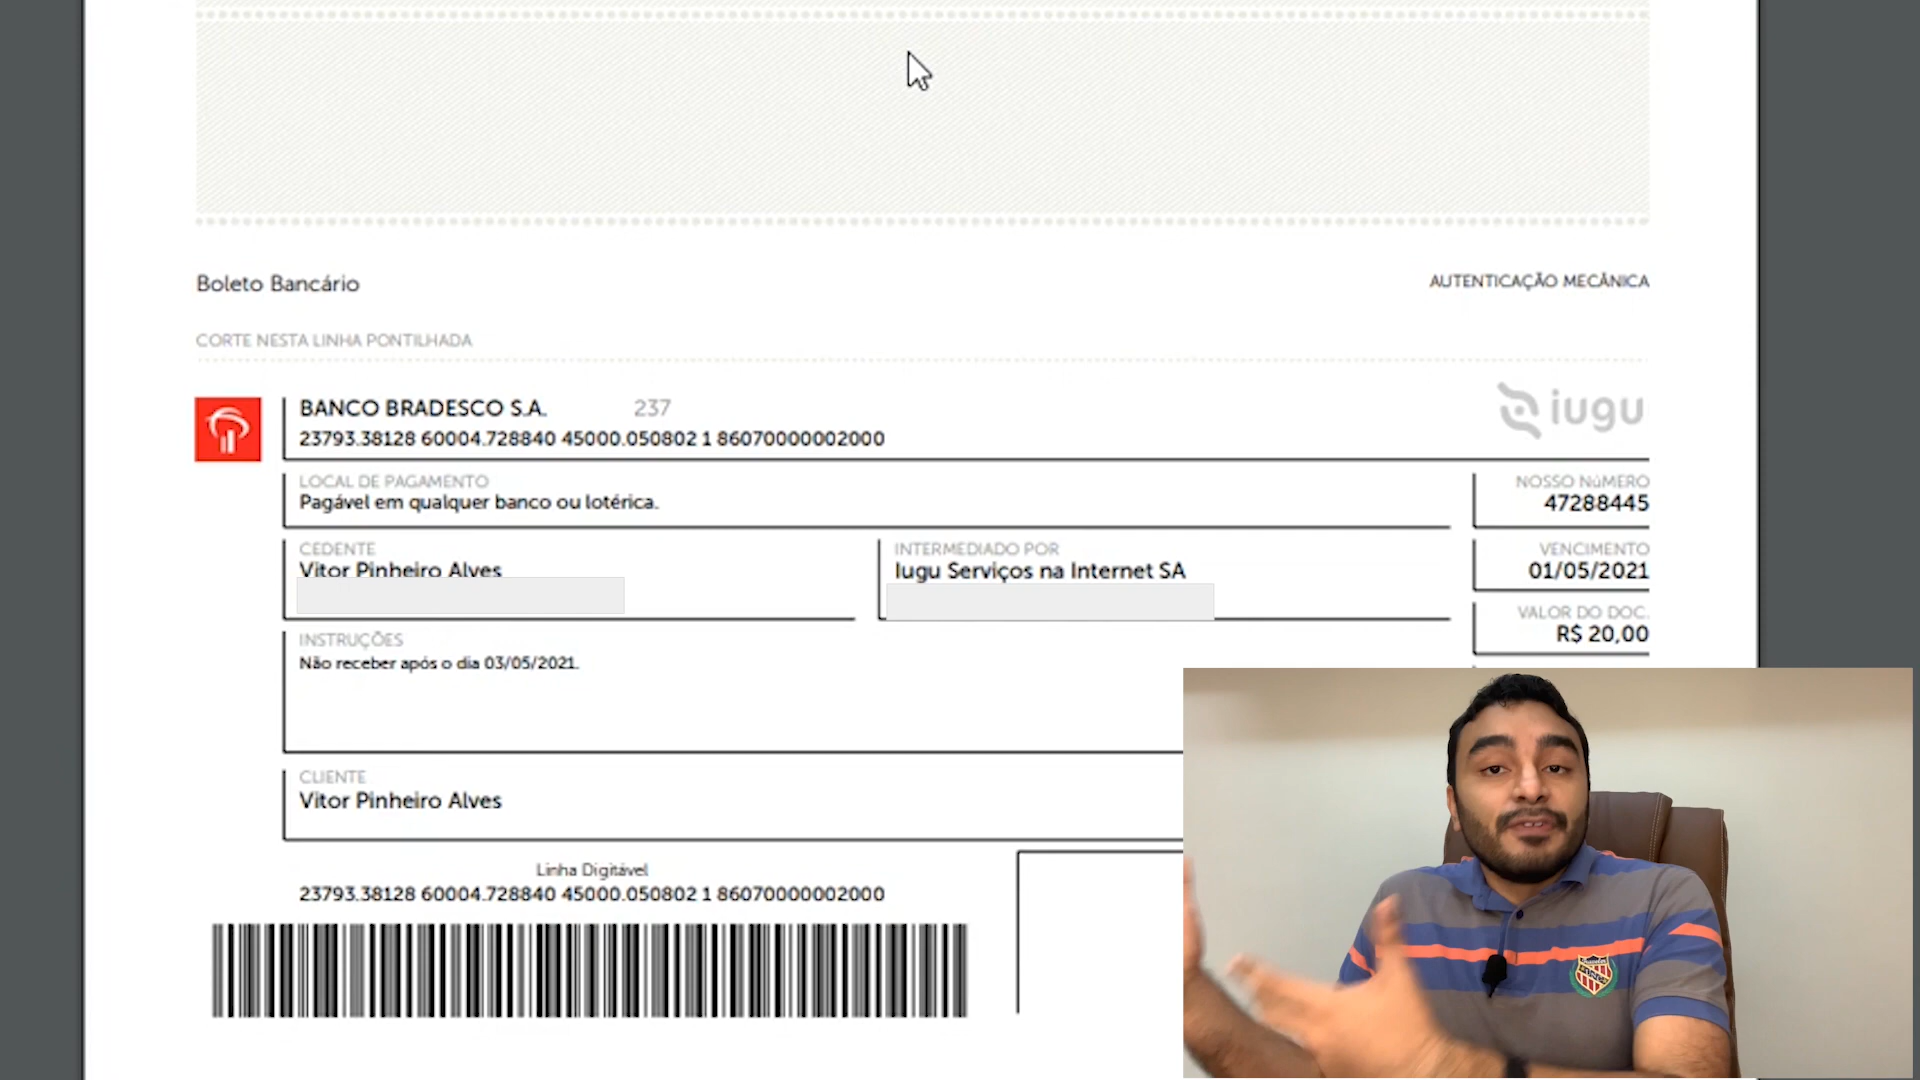 Boleto Bancário
AUTENTICAÇÃO MECÂNICA
CORTE NESTA LINHA PONTILHADA
BANCO BRADESCO S.A. 237
iugu
23793.38128 60004.728840 45000.050802 1 86070000002000
LOCAL DE PAGAMENTO
Pagável em qualquer banco ou lotérica.
NOSSO NúMERO
47288445
CEDENTE
Vitor Pinheiro Alves
INTERMEDIADO POR
Iugu Serviços na Internet SA
VENCIMENTO
01/05/2021
VALOR DO DOC.
R$ 20,00
INSTRUÇÕES
Não receber após o dia 03/05/2021.
CLIENTE
Vitor Pinheiro Alves
Linha Digitável
23793.38128 60004.728840 45000.050802 1 86070000002000